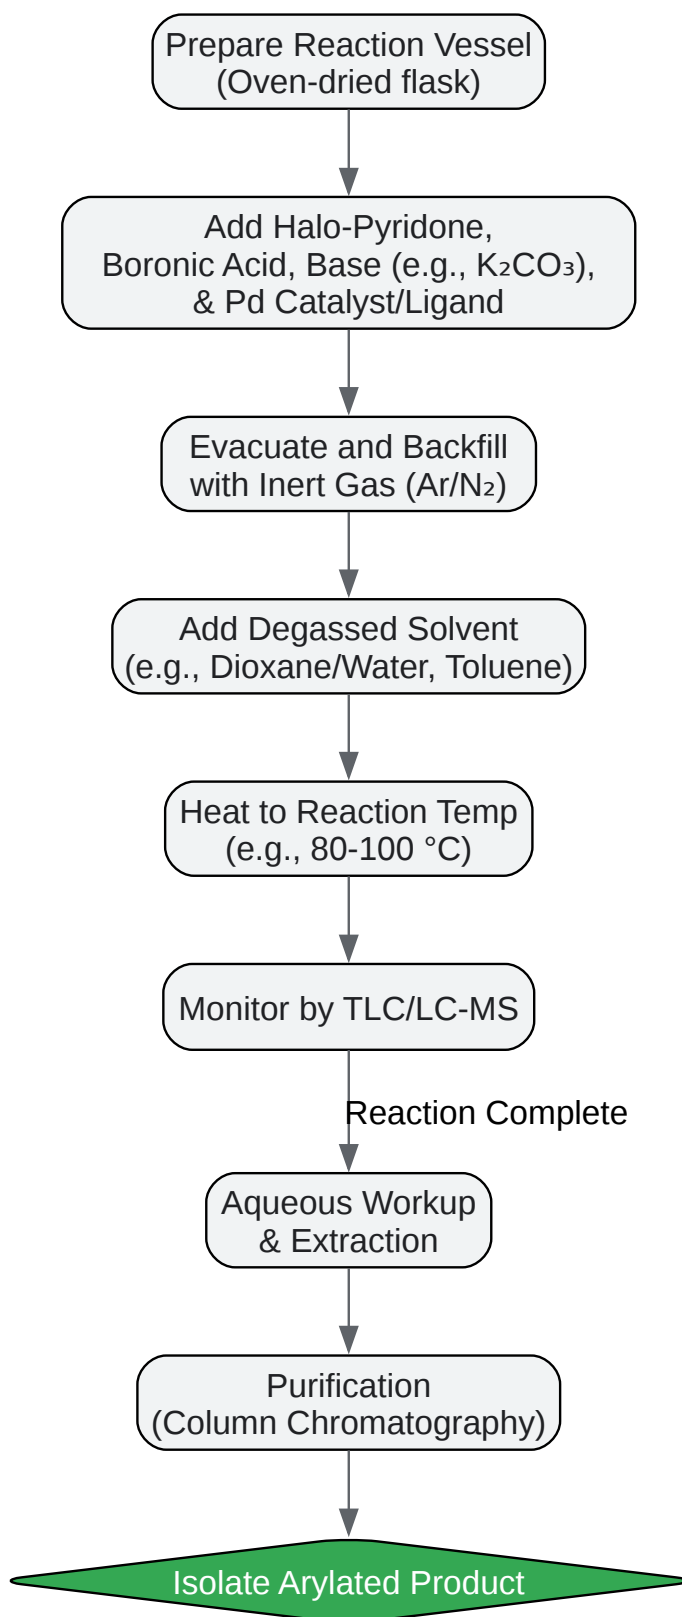 Prepare Reaction Vessel
(Oven-dried flask)
Add Halo-Pyridone,
Boronic Acid, Base (e.g., K₂CO₃),
& Pd Catalyst/Ligand
Evacuate and Backfill
with Inert Gas (Ar/N₂)
Add Degassed Solvent
(e.g., Dioxane/Water, Toluene)
Heat to Reaction Temp
(e.g., 80-100 °C)
Monitor by TLC/LC-MS
Reaction Complete
Aqueous Workup
& Extraction
Purification
(Column Chromatography)
Isolate Arylated Product